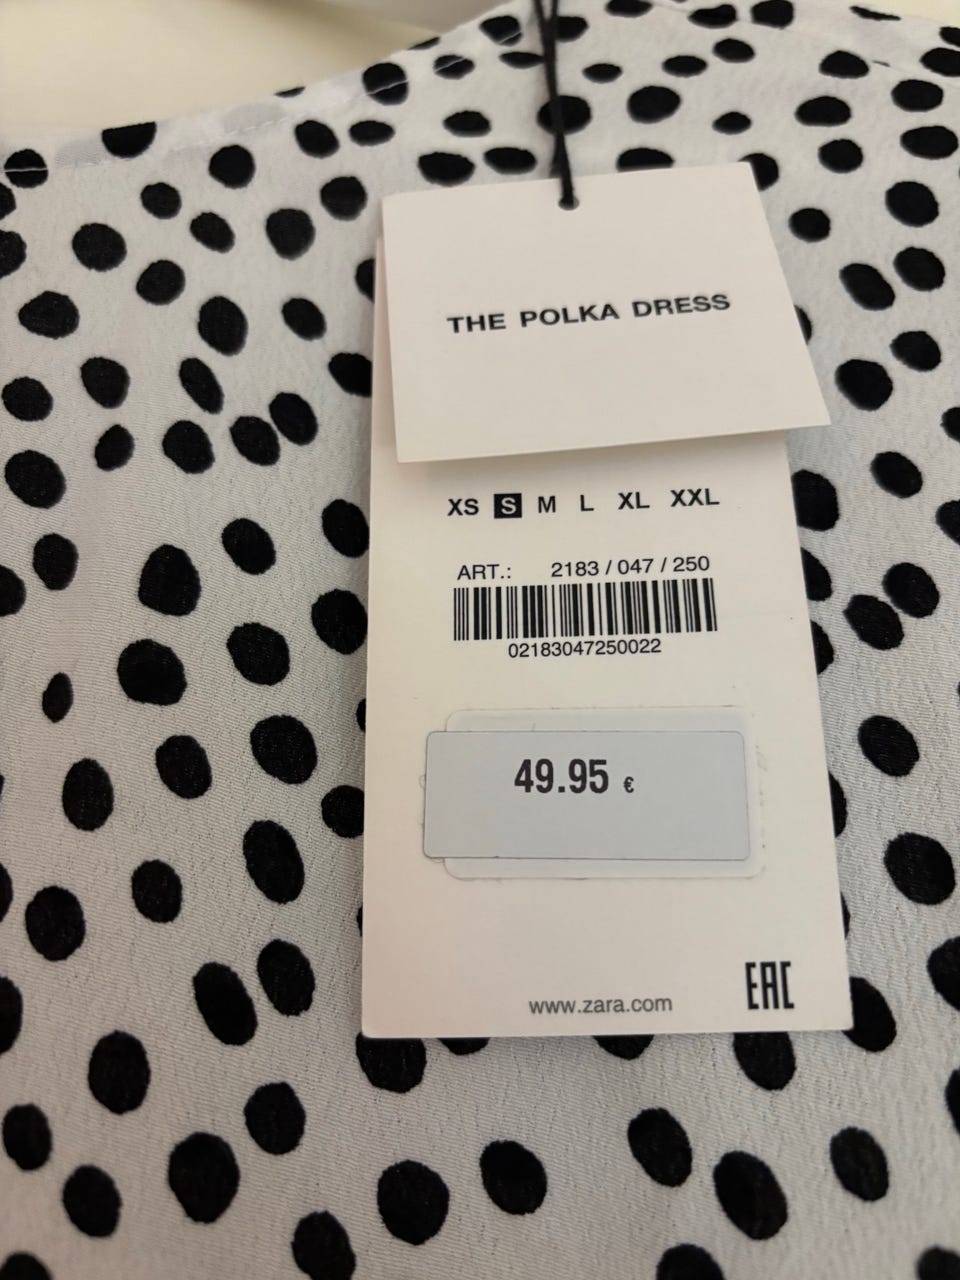 THE POLKA DRESS
XS S M L XL XXL
ART.: 2183 / 047 / 250
02183047250022
49.95 €
www.zara.com EAC